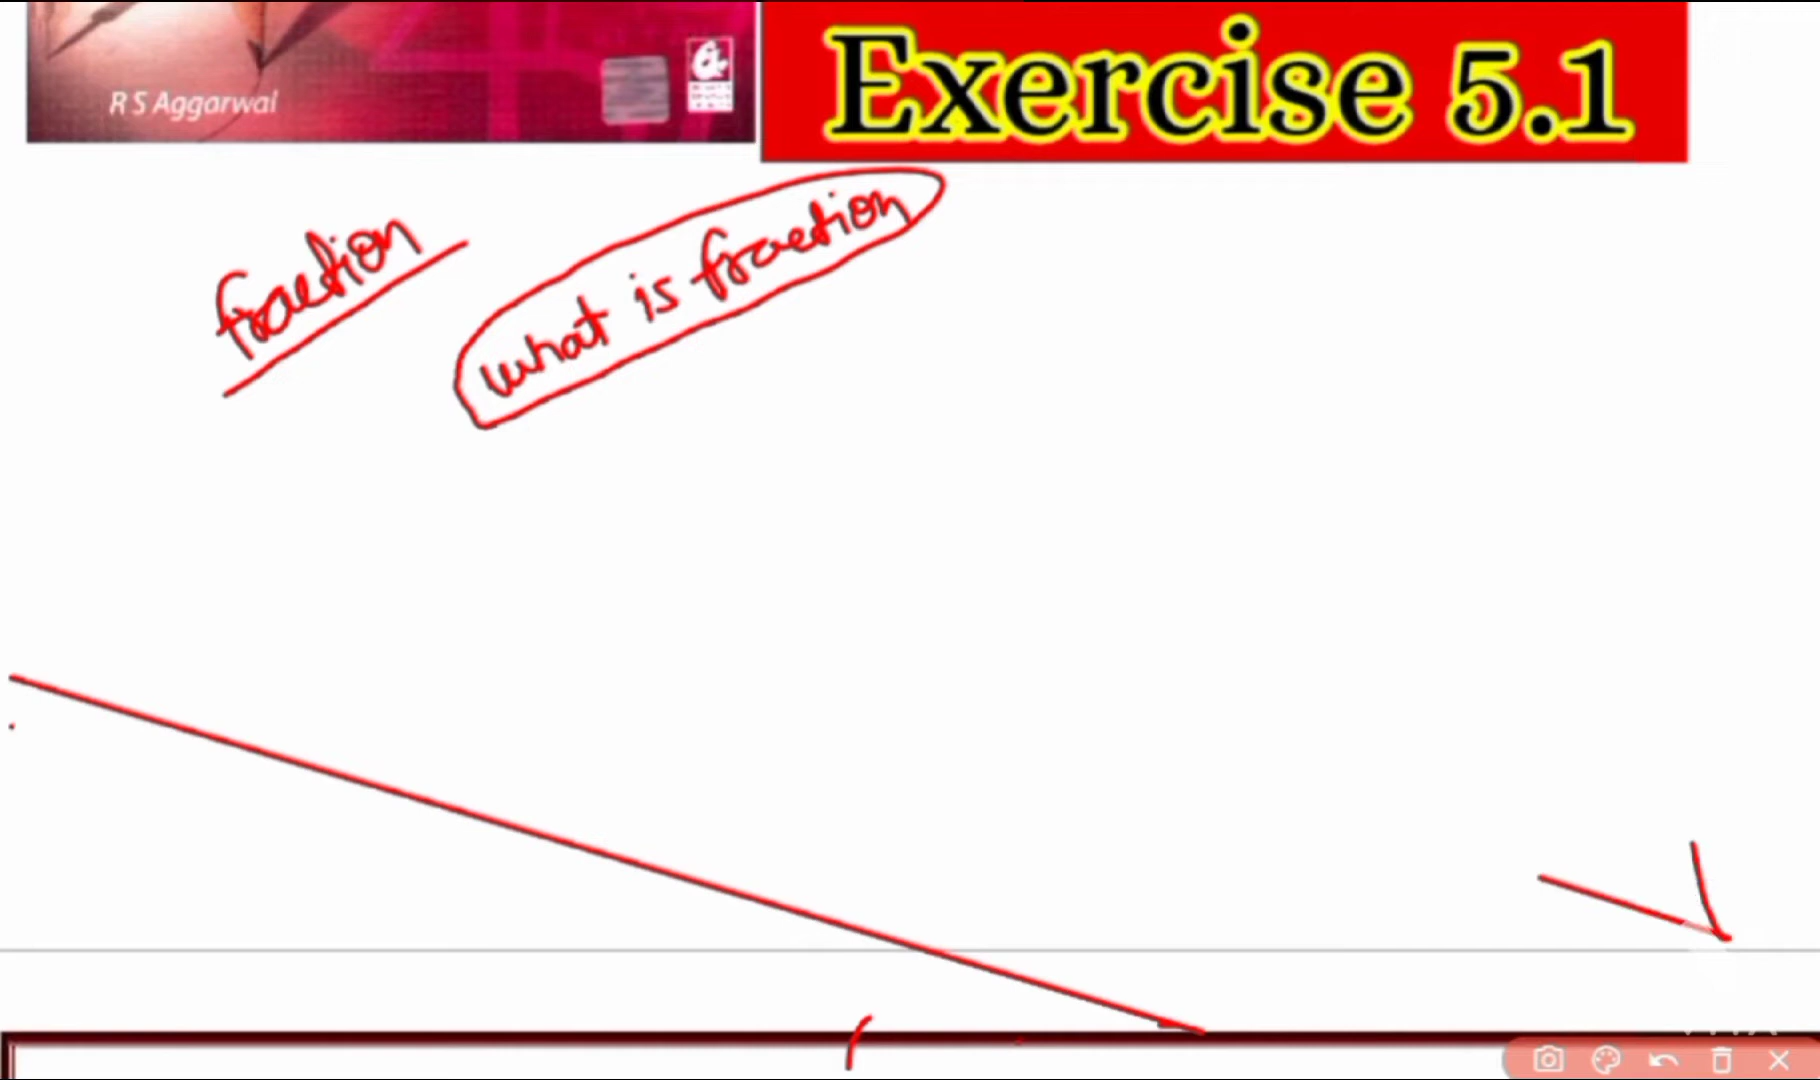 R S Aggarwal
Exercise 5.1
fraction
what is fraction